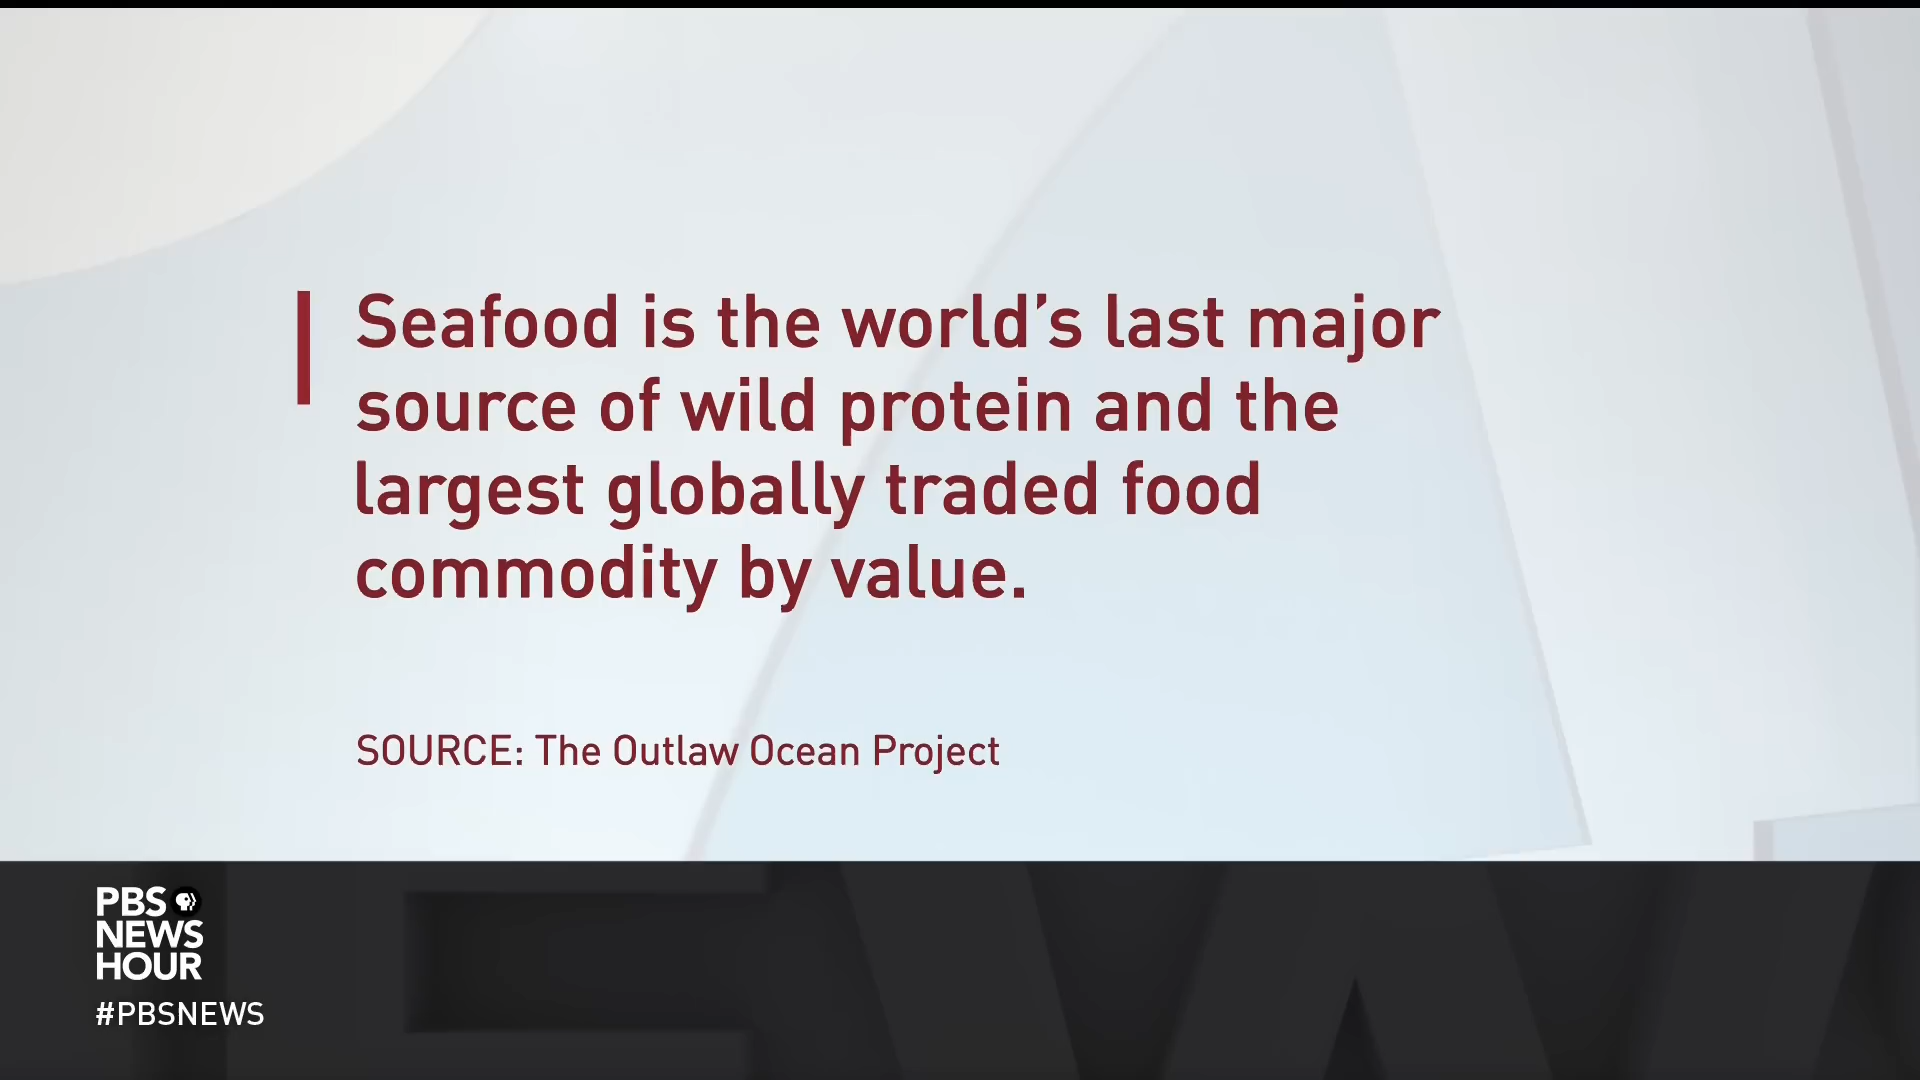 Seafood is the world’s last major
source of wild protein and the
largest globally traded food
commodity by value.
SOURCE: The Outlaw Ocean Project
PBS
NEWS
HOUR
#PBSNEWS